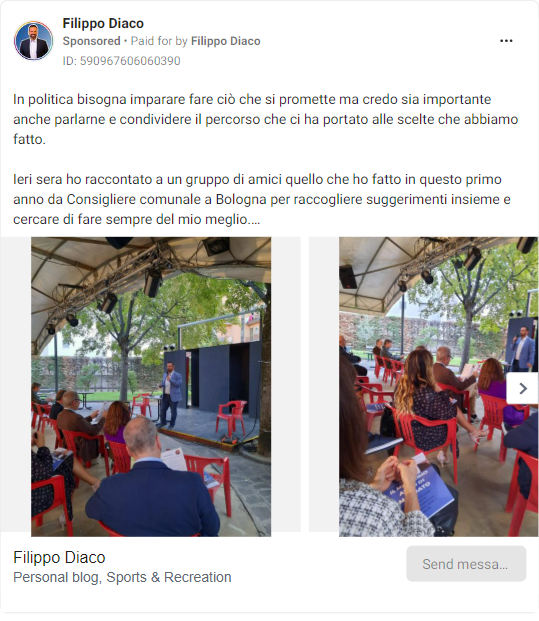 Filippo Diaco
Sponsored • Paid for by Filippo Diaco
ID: 590967606060390
In politica bisogna imparare fare ciò che si promette ma credo sia importante
anche parlarne e condividere il percorso che ci ha portato alle scelte che abbiamo
fatto.
Ieri sera ho raccontato a un gruppo di amici quello che ho fatto in questo primo
anno da Consigliere comunale a Bologna per raccogliere suggerimenti insieme e
cercare di fare sempre del mio meglio....
Filippo Diaco
Personal blog, Sports & Recreation
Send messa...